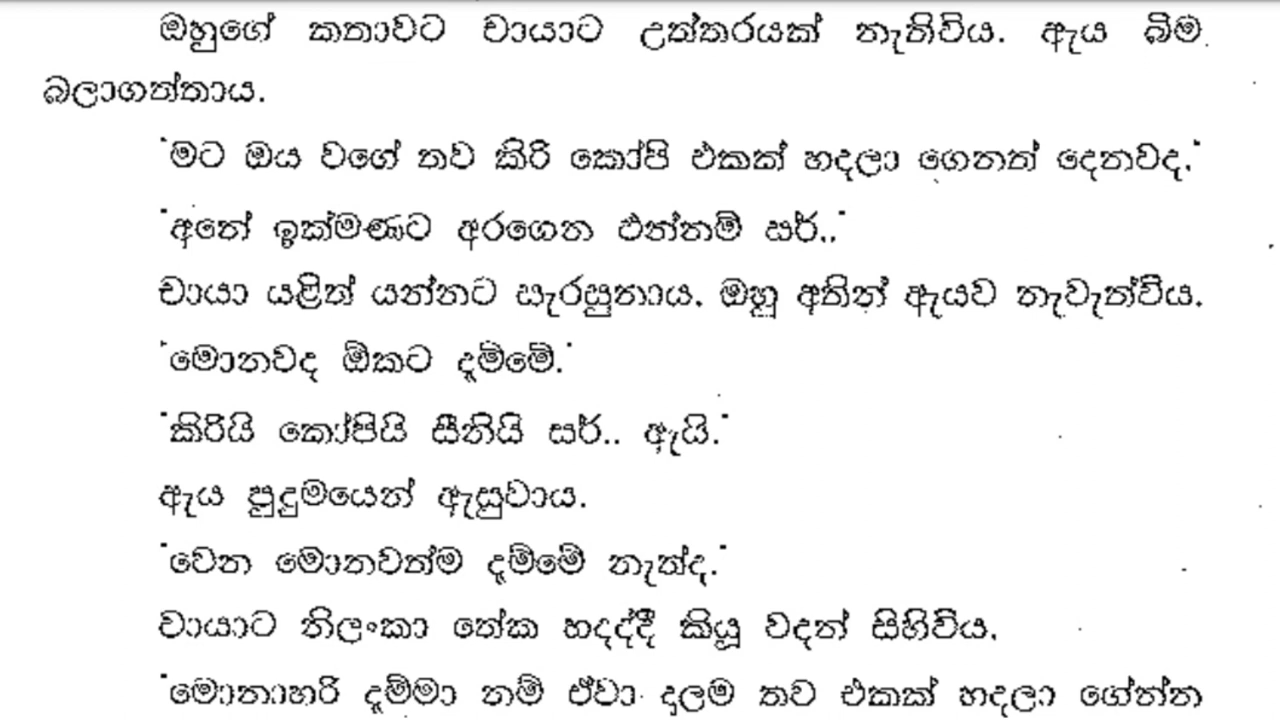 ඔහුගේ කතාවට චායාට උත්තරයක් නැතිවිය. ඇය බිම
බලාගත්තාය.
"මට ඔය වගේ තව කිරි කෝපි එකක් හදලා ගෙනත් දෙනවද."
"අනේ ඉක්මණට අරගෙන එන්නම් සර්.."
චායා යළිත් යන්නට සැරසුනාය. ඔහු අතින් ඇයව නැවැත්විය.
"මොනවද ඕකට දැම්මේ."
"කිරියි කෝපියි සීනියි සර්.. ඇයි."
ඇය පුදුමයෙන් ඇසුවාය.
"වෙන මොනවත්ම දැම්මේ නැත්ද."
චායාට තිලංකා තේක හදද්දී කියූ වදන් සිහිවිය.
"මොනාහරි දැම්මා නම් ඒවා දාලම තව එකක් හදලා ගේන්න